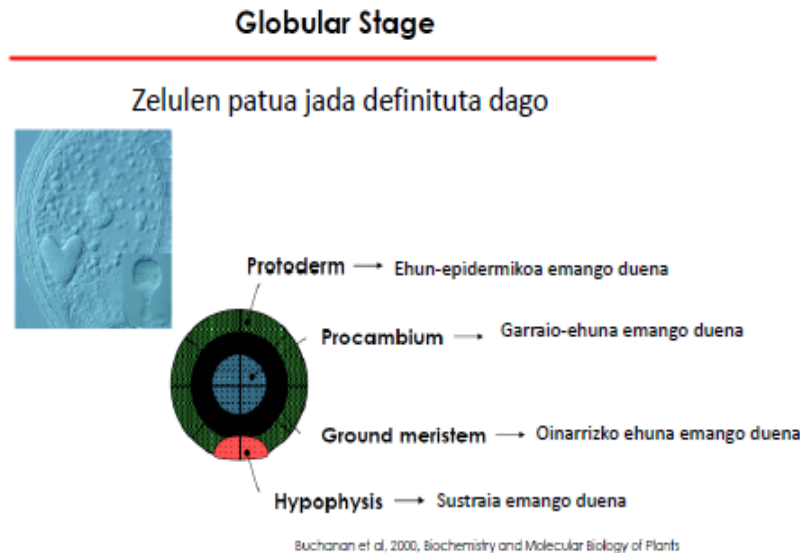 Globular Stage
Zelulen patua jada definituta dago
Protoderm → Ehun-epidermikoa emango duena
Procambium → Garraio-ehuna emango duena
Ground meristem → Oinarrizko ehuna emango duena
Hypophysis → Sustraia emango duena
Buchanan et al, 2000, Biochemistry and Molecular Biology of Plants